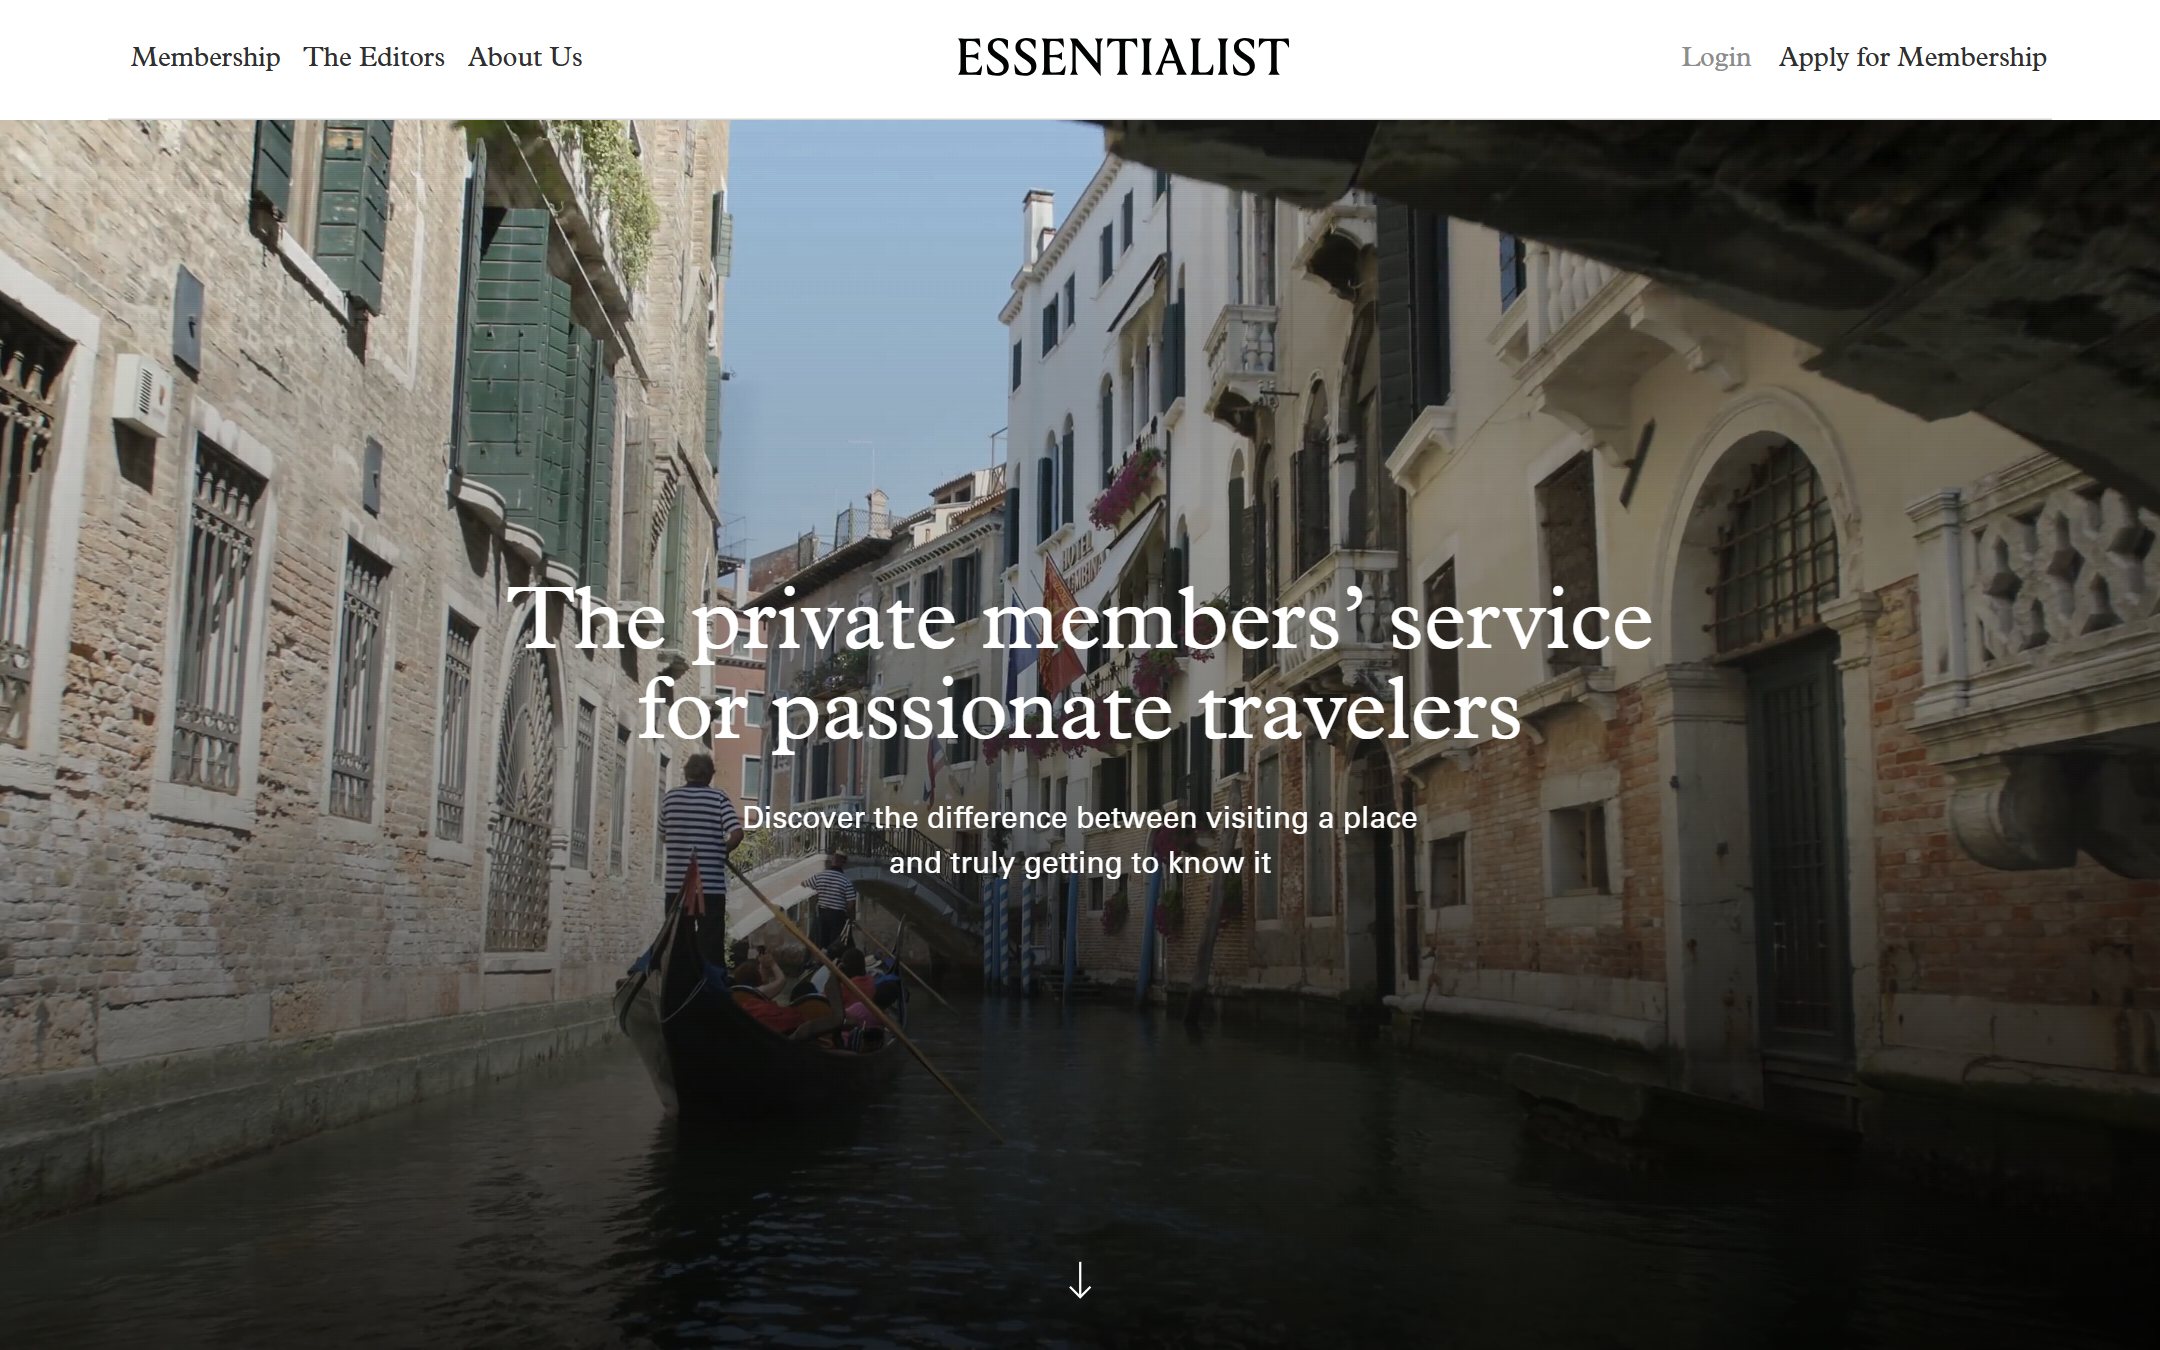 Membership The Editors About Us ESSENTIALIST Login Apply for Membership
HOTEL
The private members’ service
for passionate travelers
Discover the difference between visiting a place
and truly getting to know it